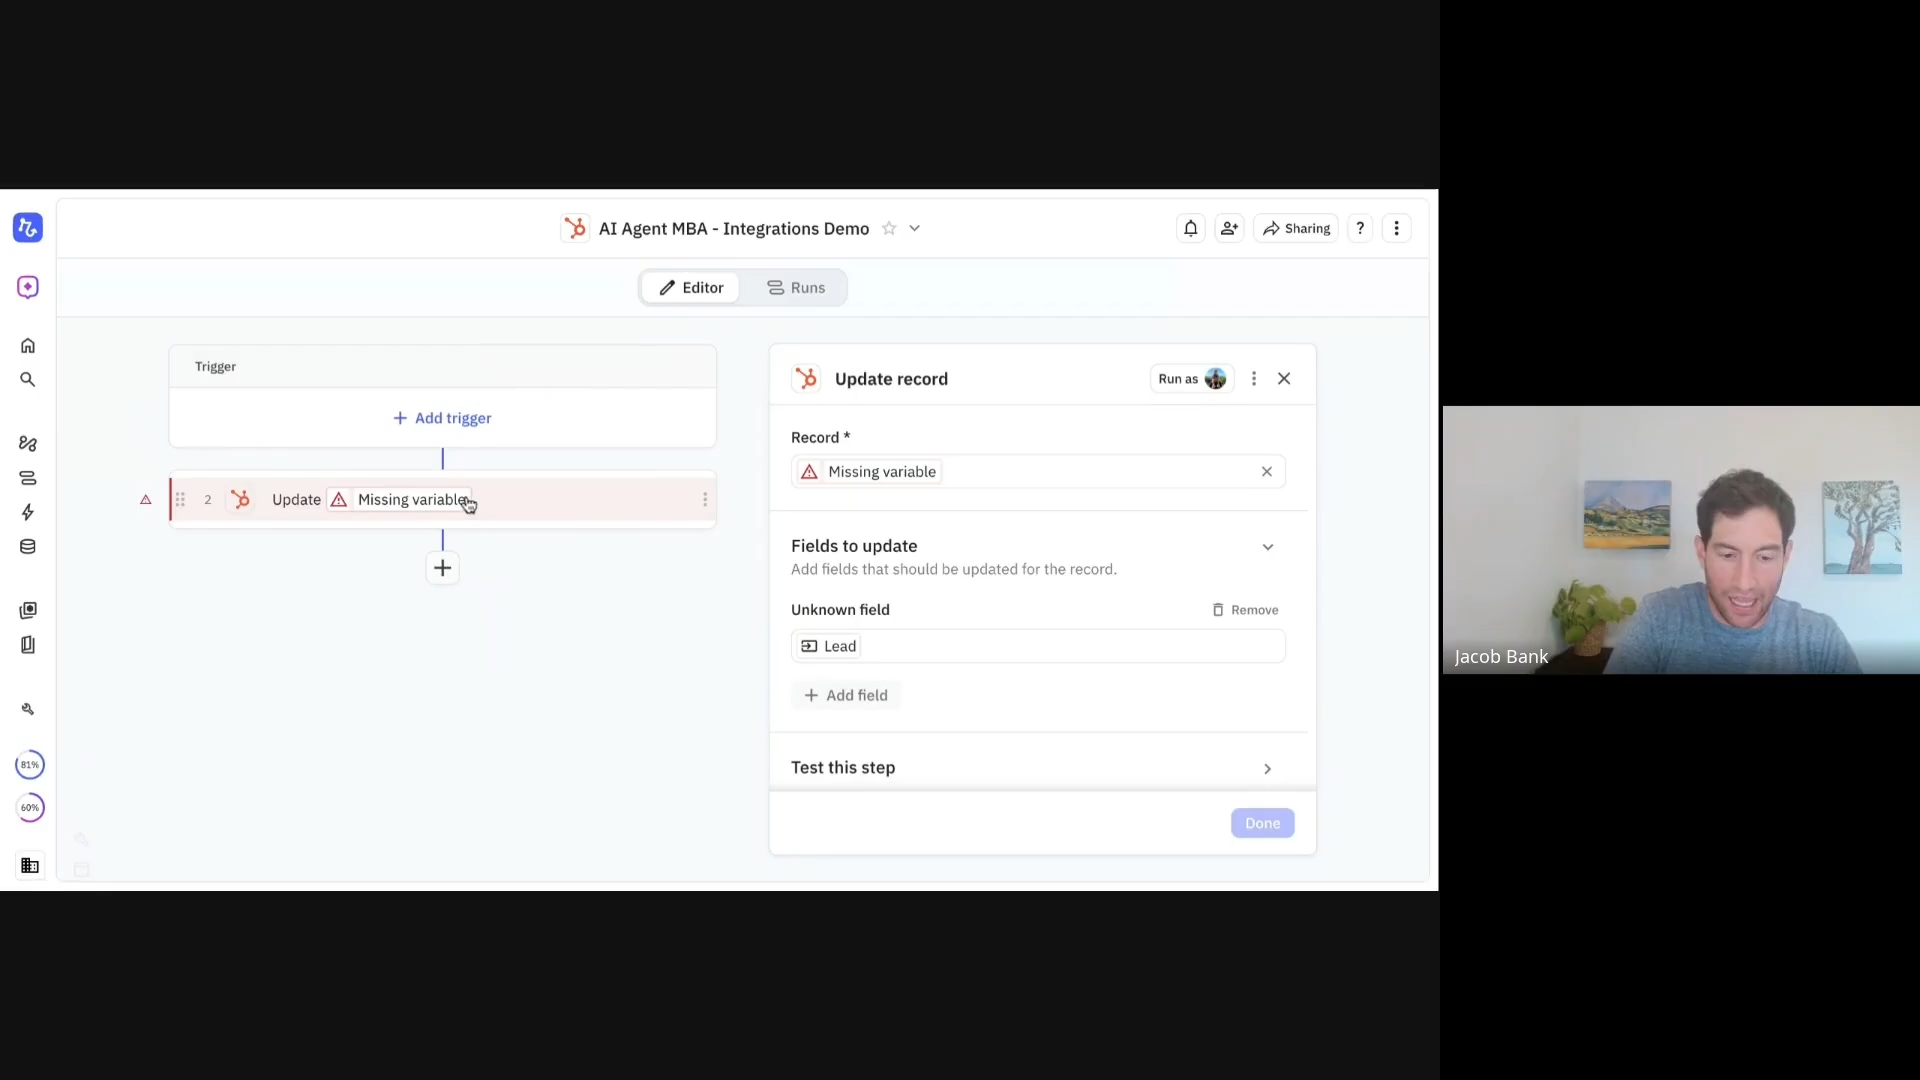 AI Agent MBA - Integrations Demo
Sharing
?
Editor
Runs
Trigger
+ Add trigger
2
Update
Missing variable
Update record
Run as
Record *
Missing variable
Fields to update
Add fields that should be updated for the record.
Unknown field
Remove
Lead
+ Add field
Test this step
Done
81%
60%
Jacob Bank